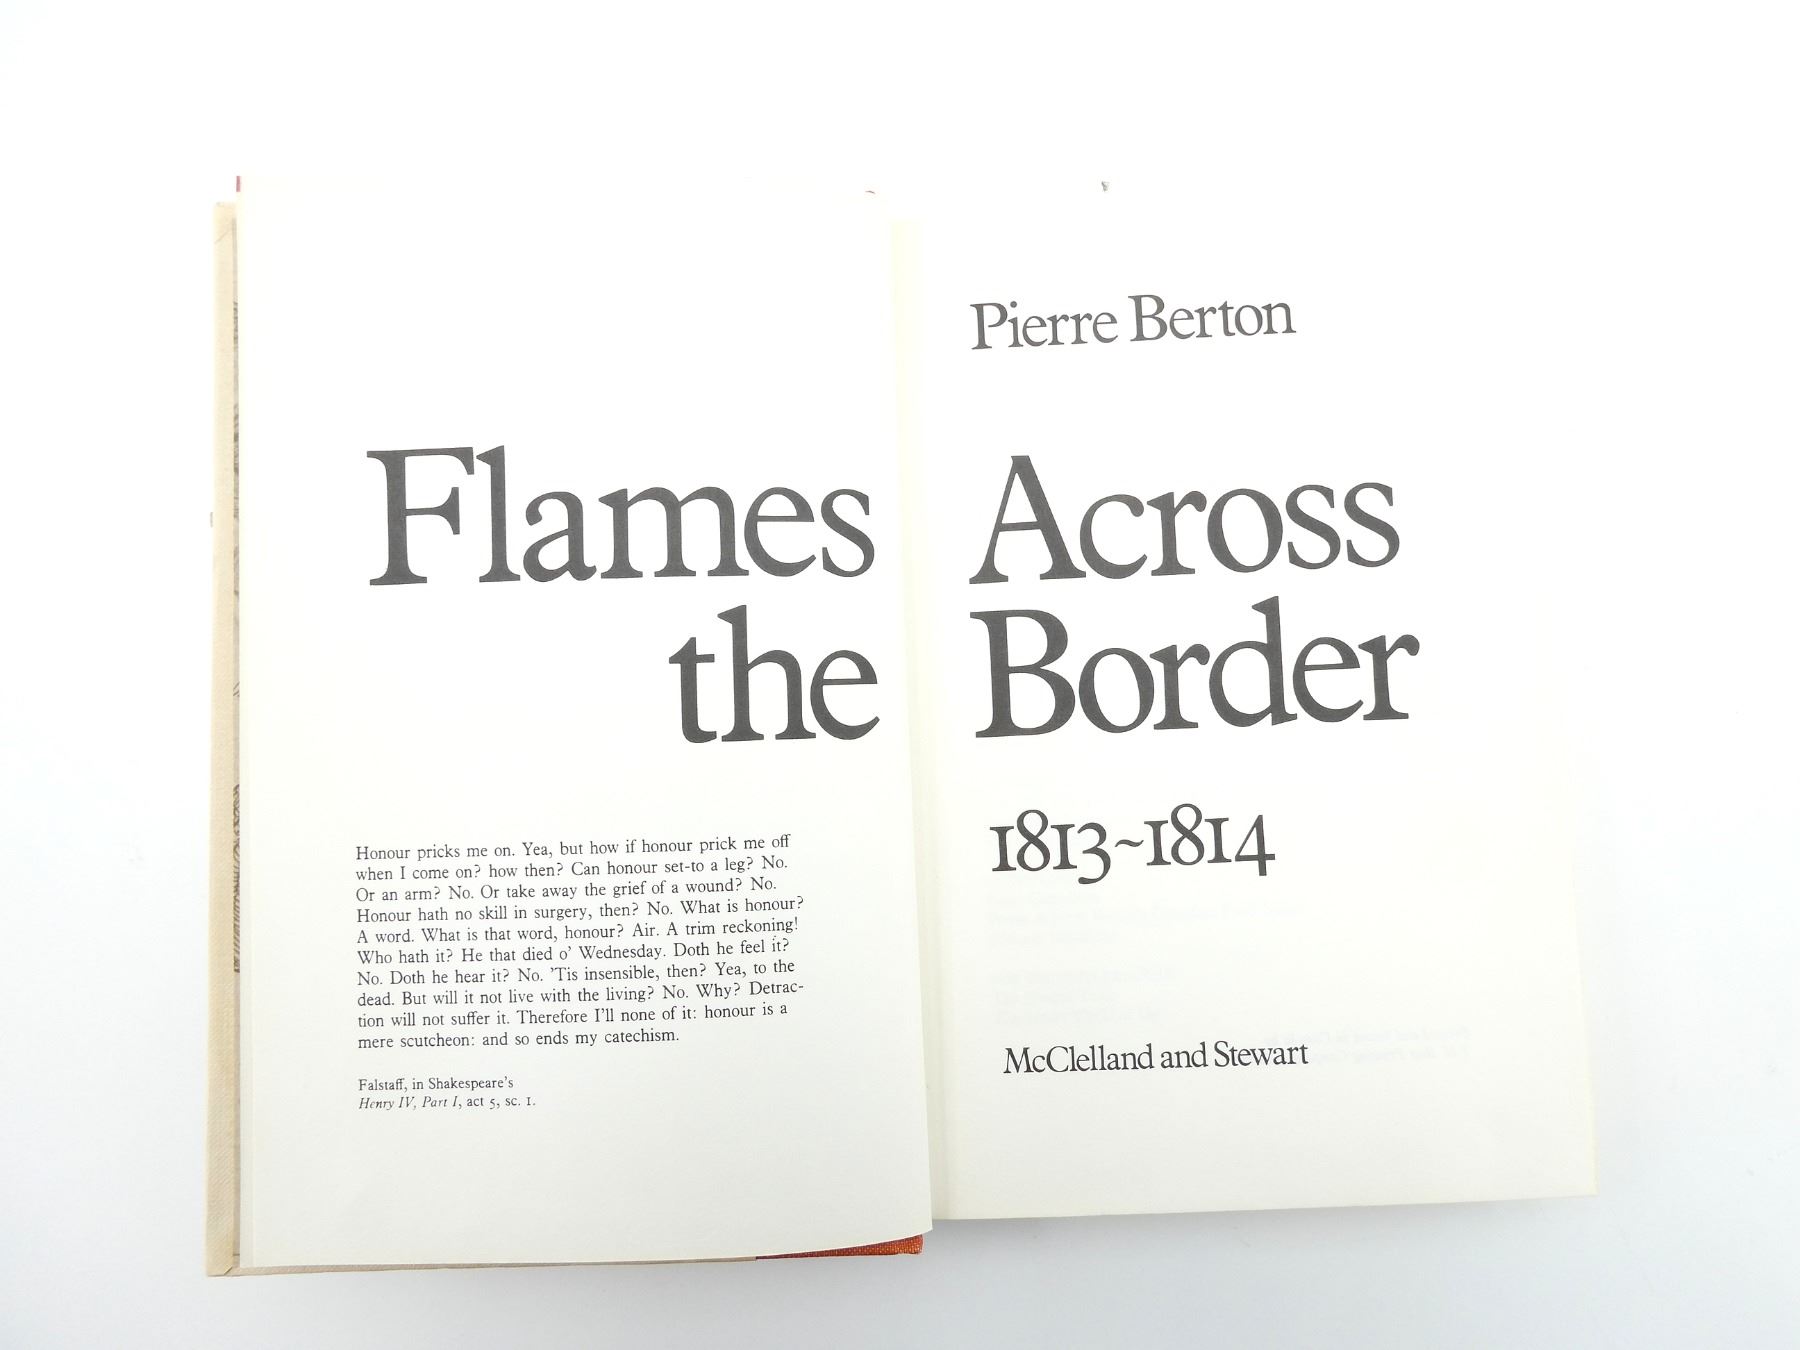 Pierre Berton
Flames Across
the Border
1813~1814
Honour pricks me on. Yea, but how if honour prick me off
when I come on? how then? Can honour set-to a leg? No.
Or an arm? No. Or take away the grief of a wound? No.
Honour hath no skill in surgery, then? No. What is honour?
A word. What is that word, honour? Air. A trim reckoning!
Who hath it? He that died o' Wednesday. Doth he feel it?
No. Doth he hear it? No. 'Tis insensible, then? Yea, to the
dead. But will it not live with the living? No. Why? Detrac-
tion will not suffer it. Therefore I'll none of it: honour is a
mere scutcheon: and so ends my catechism.
Falstaff, in Shakespeare's
Henry IV, Part I, act 5, sc. 1.
McClelland and Stewart